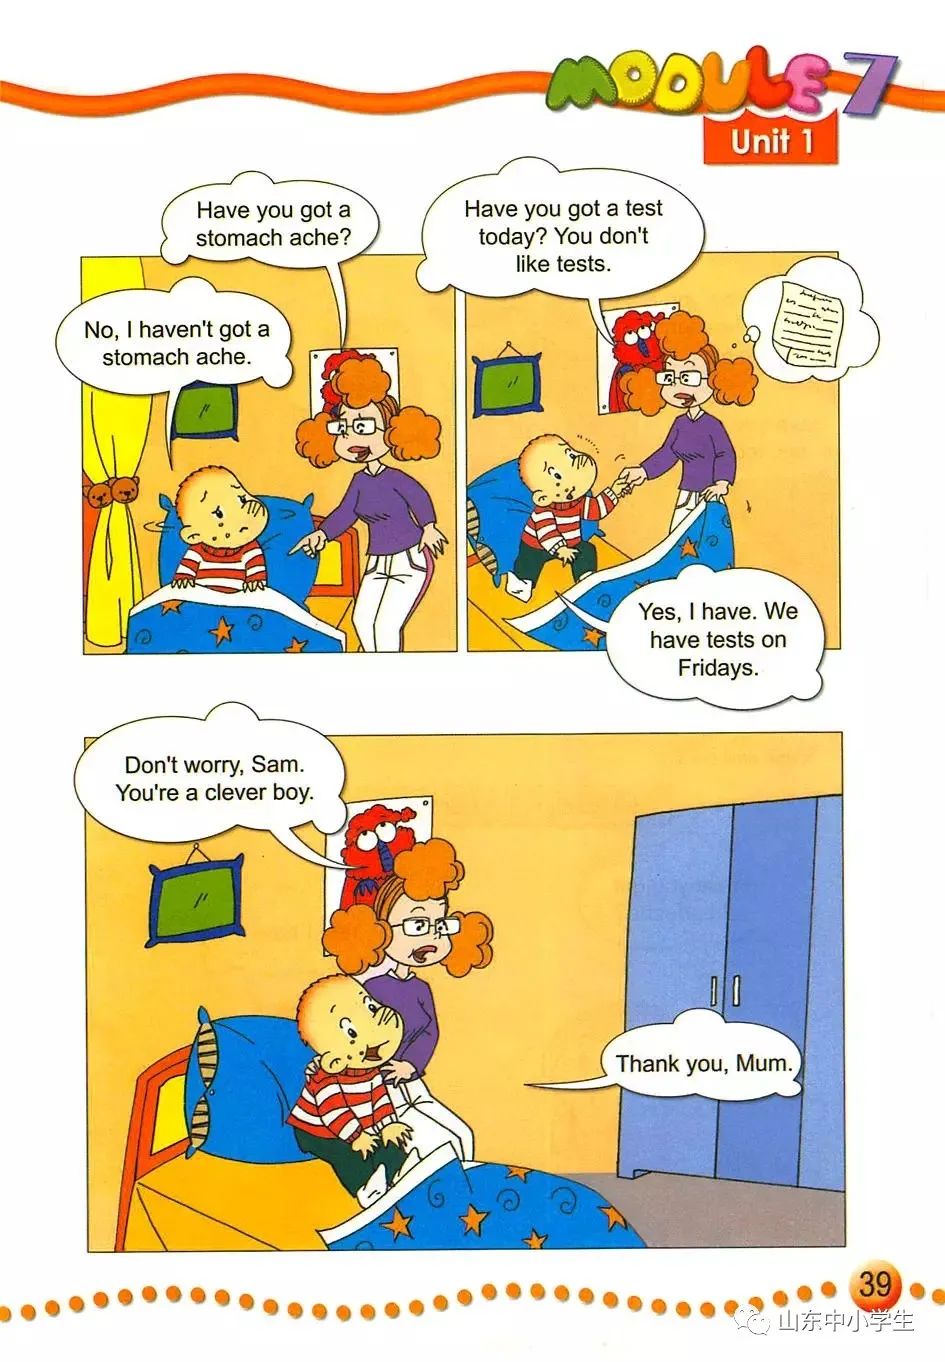 MODULE 7
Unit 1
Have you got a
stomach ache?
No, I haven't got a
stomach ache.
Have you got a test
today? You don't
like tests.
Yes, I have. We
have tests on
Fridays.
Don't worry, Sam.
You're a clever boy.
Thank you, Mum.
39
山东中小学生